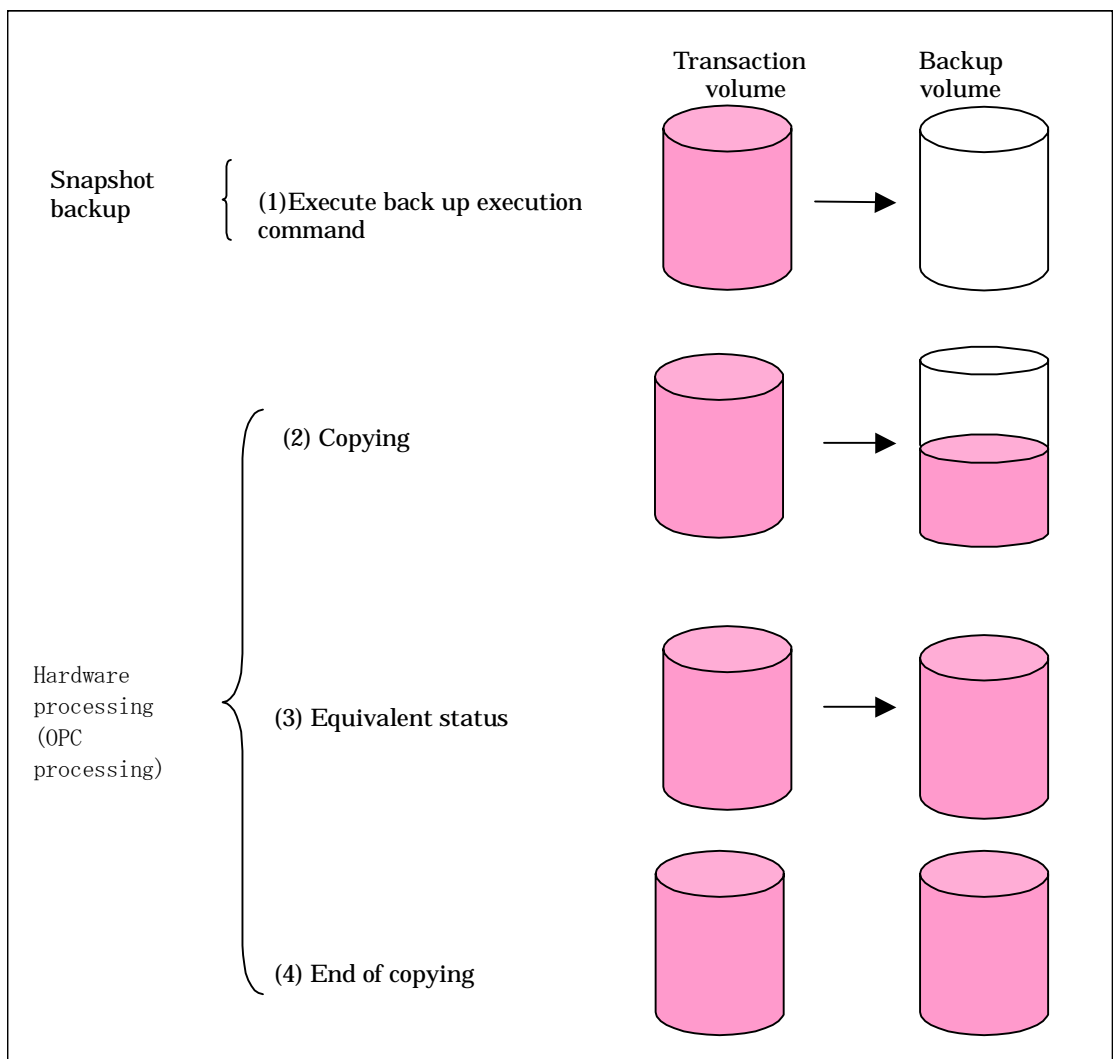 Transaction
volume
Backup
volume
Snapshot
backup
(1)Execute back up execution
command
(2) Copying
Hardware
processing
(OPC
processing)
(3) Equivalent status
(4) End of copying